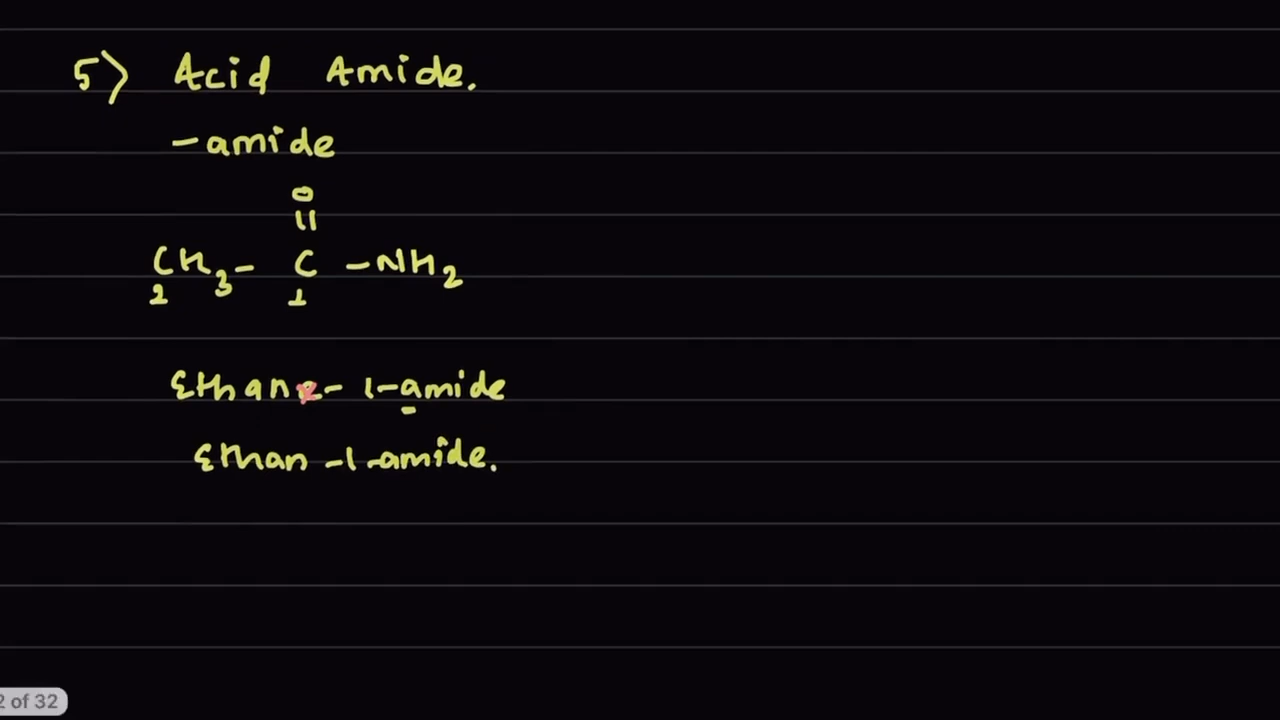 5) Acid Amide.
-amide
O
||
CH3 - C - NH2
2 1
Ethane - 1-amide
Ethan -1-amide.
2 of 32